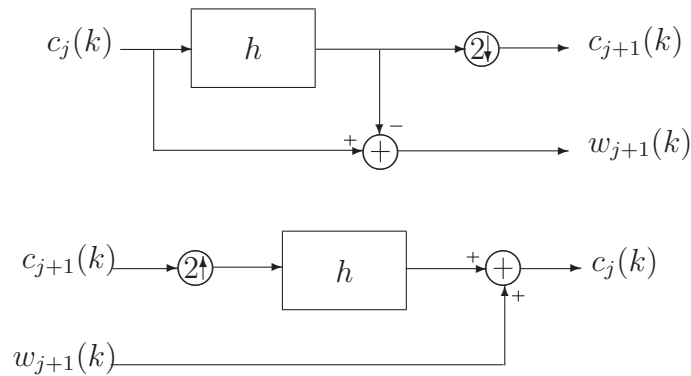 c_j(k) h 2↓ c_{j+1}(k)
−
+ + w_{j+1}(k)
c_{j+1}(k) 2↑ h + + c_j(k)
+
w_{j+1}(k)